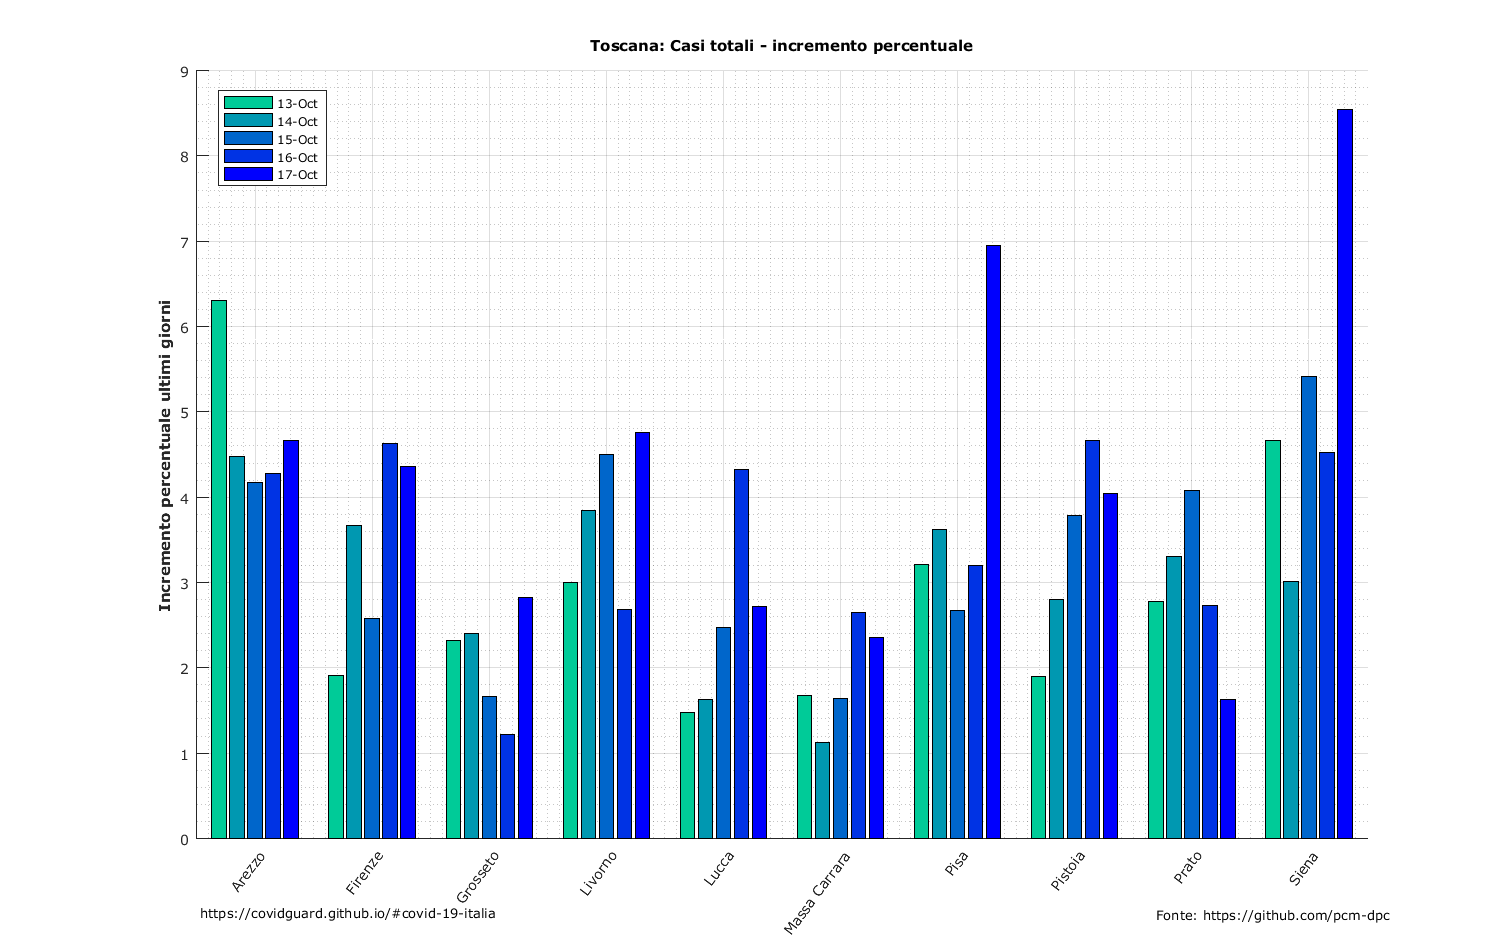 Toscana: Casi totali - incremento percentuale
Incremento percentuale ultimi giorni
9
8
7
6
5
4
3
2
1
0
13-Oct
14-Oct
15-Oct
16-Oct
17-Oct
Arezzo
Firenze
Grosseto
Livorno
Lucca
Massa Carrara
Pisa
Pistoia
Prato
Siena
https://covidguard.github.io/#covid-19-italia
Fonte: https://github.com/pcm-dpc